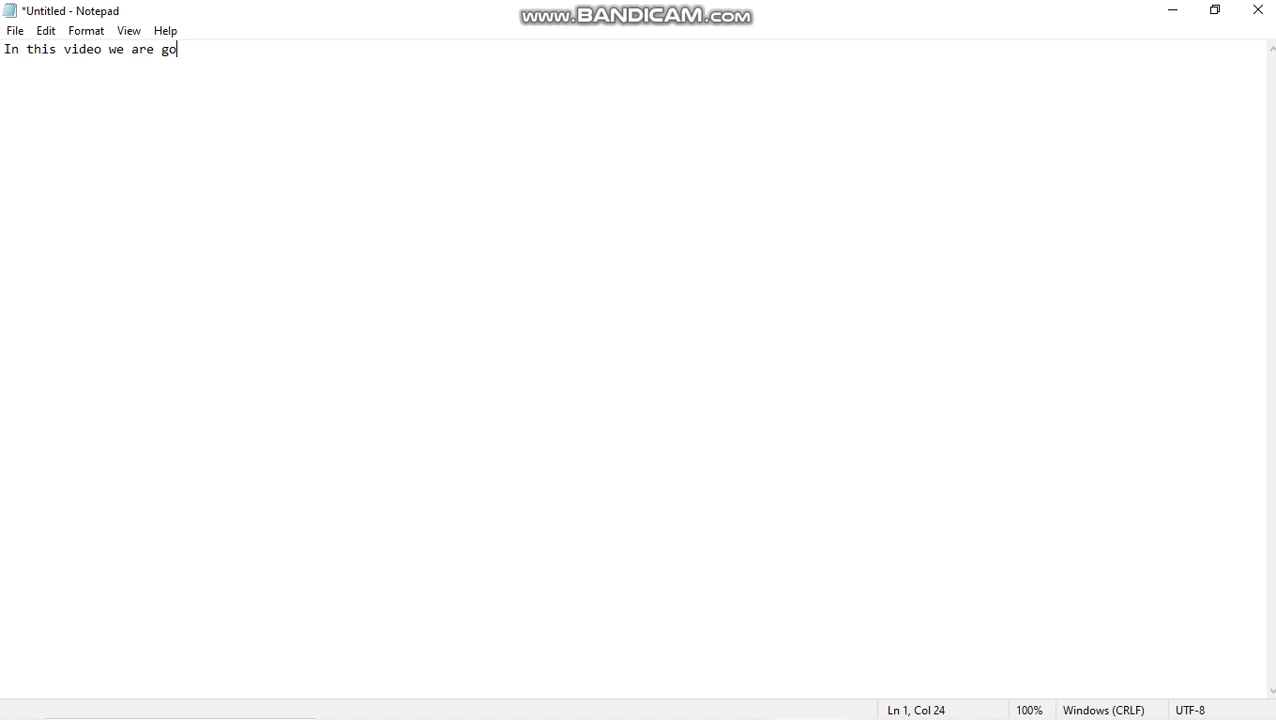 *Untitled - Notepad
www.BANDICAM.com
File Edit Format View Help
In this video we are go
Ln 1, Col 24 100% Windows (CRLF) UTF-8